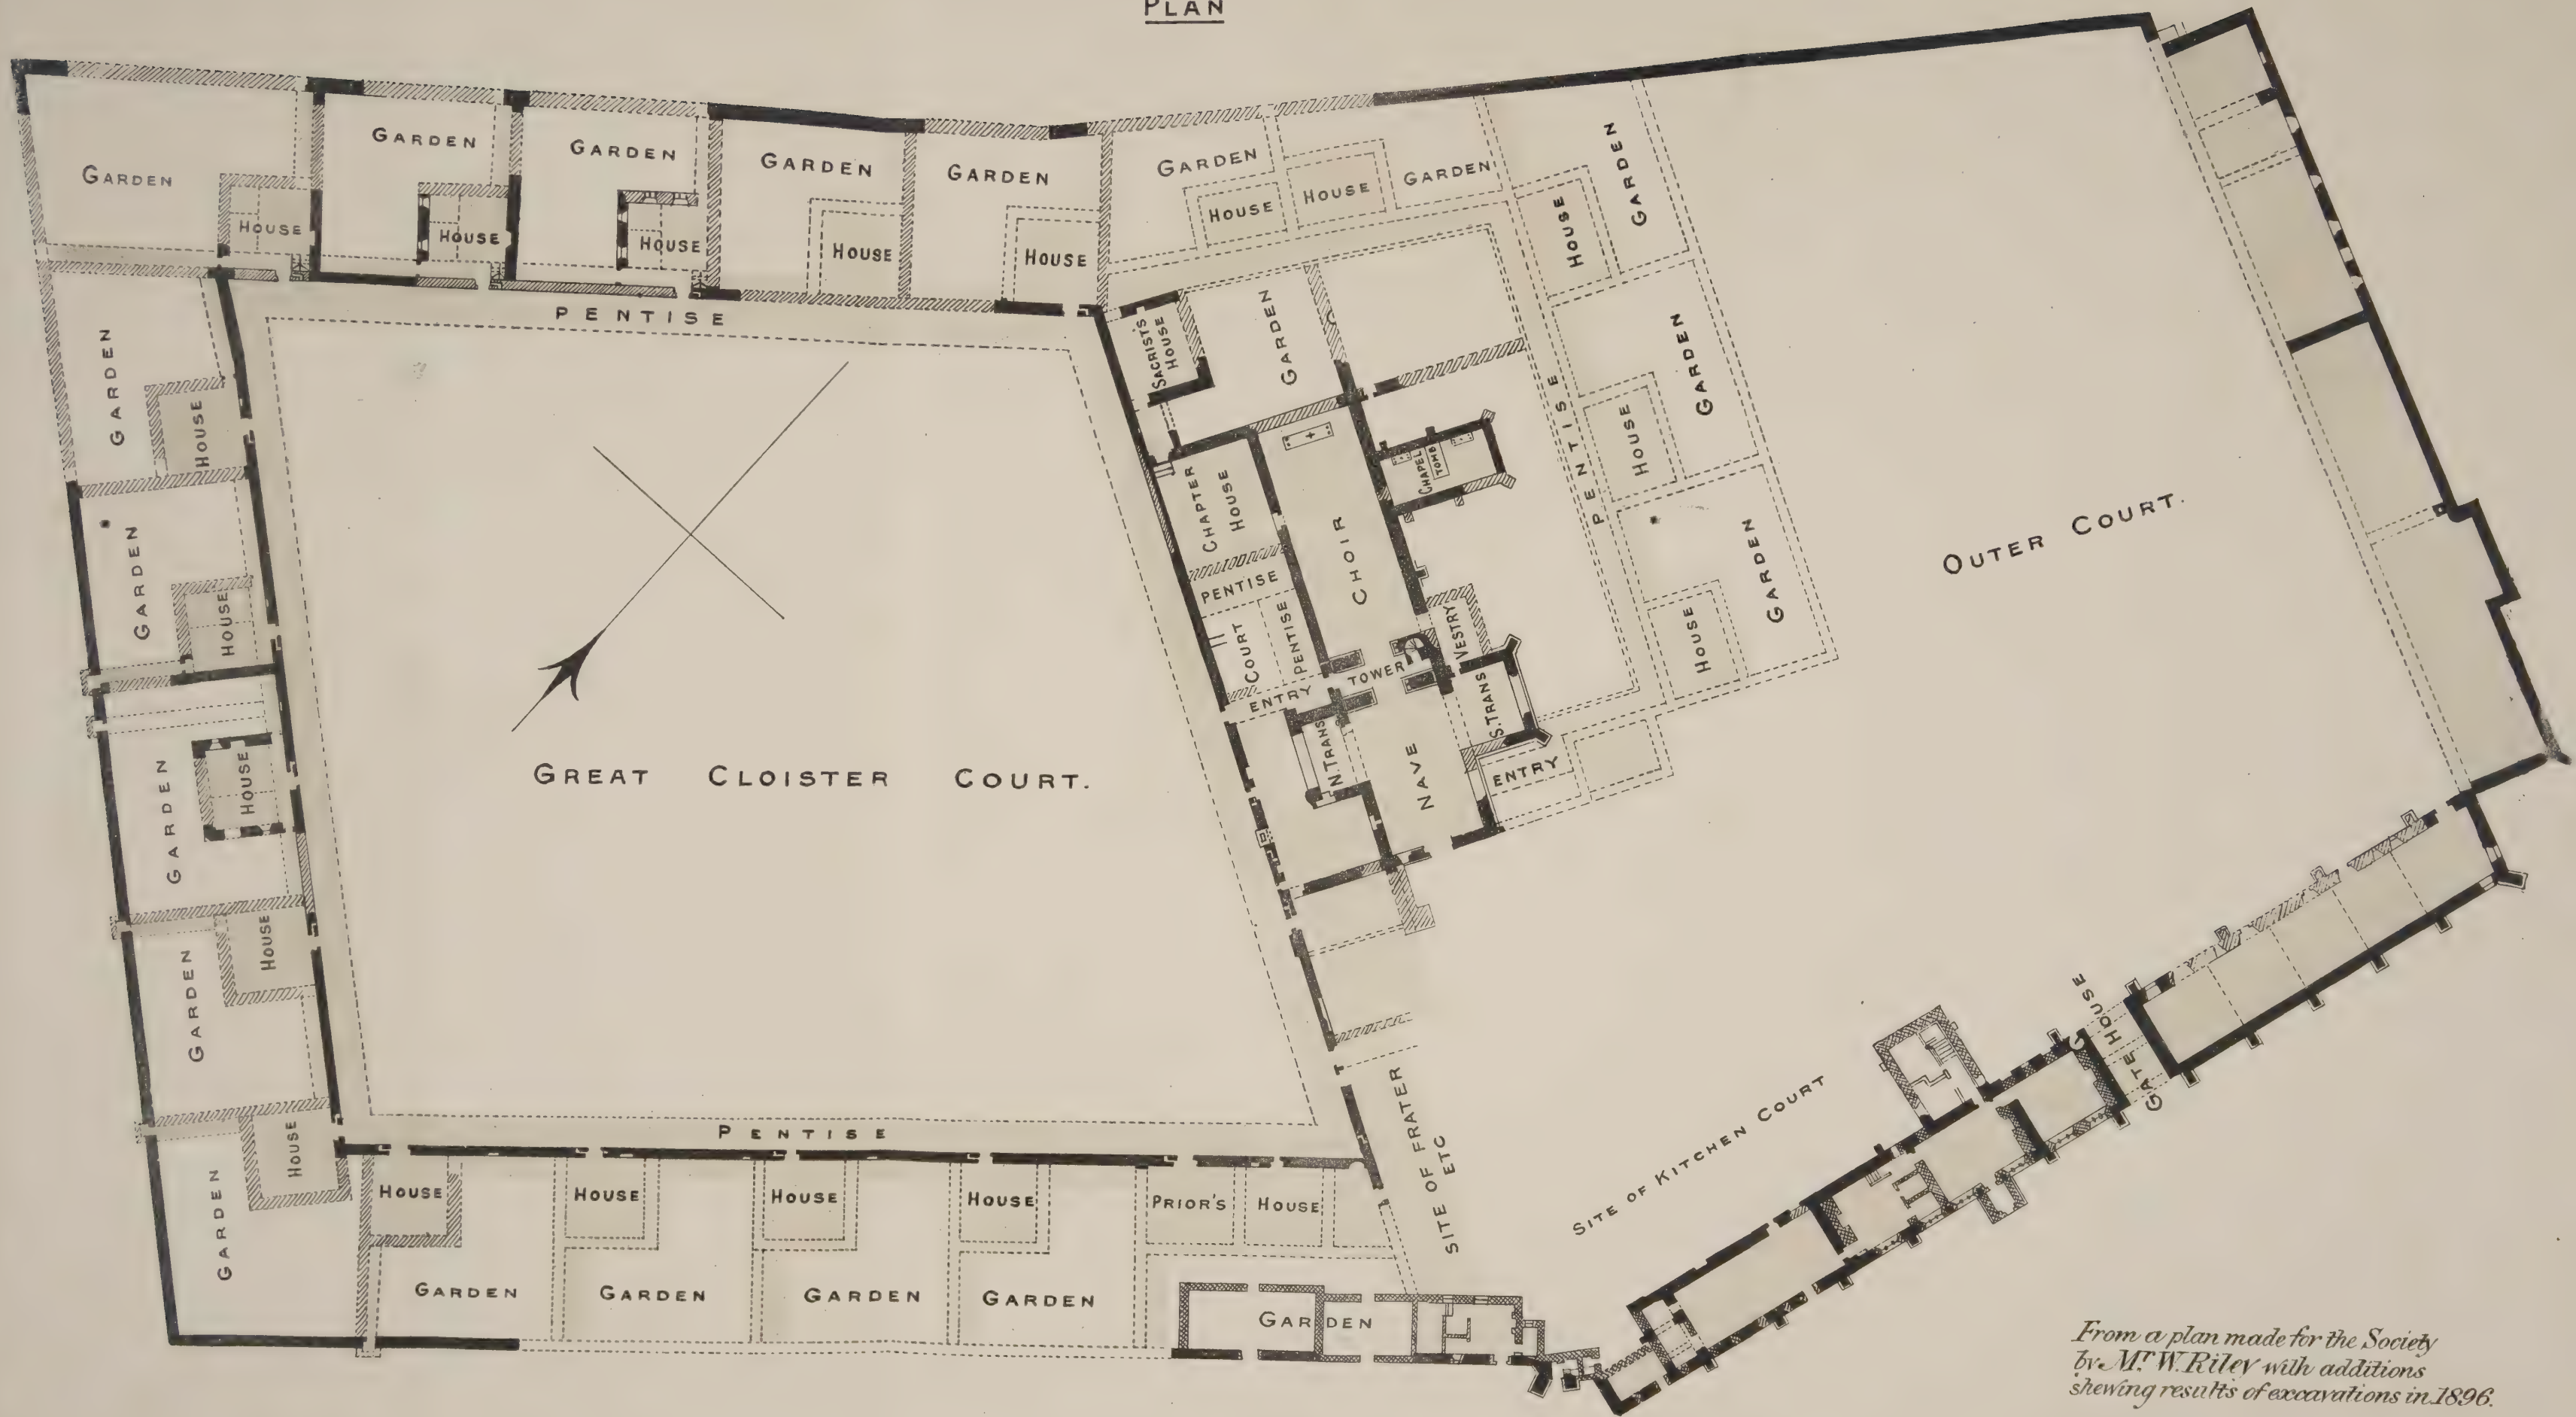 PLAN
GARDEN
GARDEN
GARDEN
GARDEN
GARDEN
GARDEN
HOUSE
HOUSE
GARDEN
HOUSE
GARDEN
HOUSE
HOUSE
HOUSE
HOUSE
HOUSE
PENTISE
SACRIST'S
HOUSE
GARDEN
PENTISE
HOUSE
GARDEN
GARDEN
HOUSE
GARDEN
HOUSE
CHAPTER
HOUSE
CHOIR
CHAPEL
TOMB
PENTISE
COURT
PENTISE
VESTRY
ENTRY
TOWER
N. TRANS
S. TRANS
NAVE
ENTRY
HOUSE
GARDEN
OUTER COURT.
GREAT CLOISTER COURT.
GARDEN
HOUSE
GARDEN
HOUSE
GARDEN
HOUSE
PENTISE
HOUSE
HOUSE
HOUSE
HOUSE
PRIOR'S HOUSE
GARDEN
GARDEN
GARDEN
GARDEN
GARDEN
GARDEN
SITE OF FRATER
ETC
SITE OF KITCHEN COURT
GATE HOUSE
From a plan made for the Society
by Mr. W. Riley with additions
shewing results of excavations in 1896.